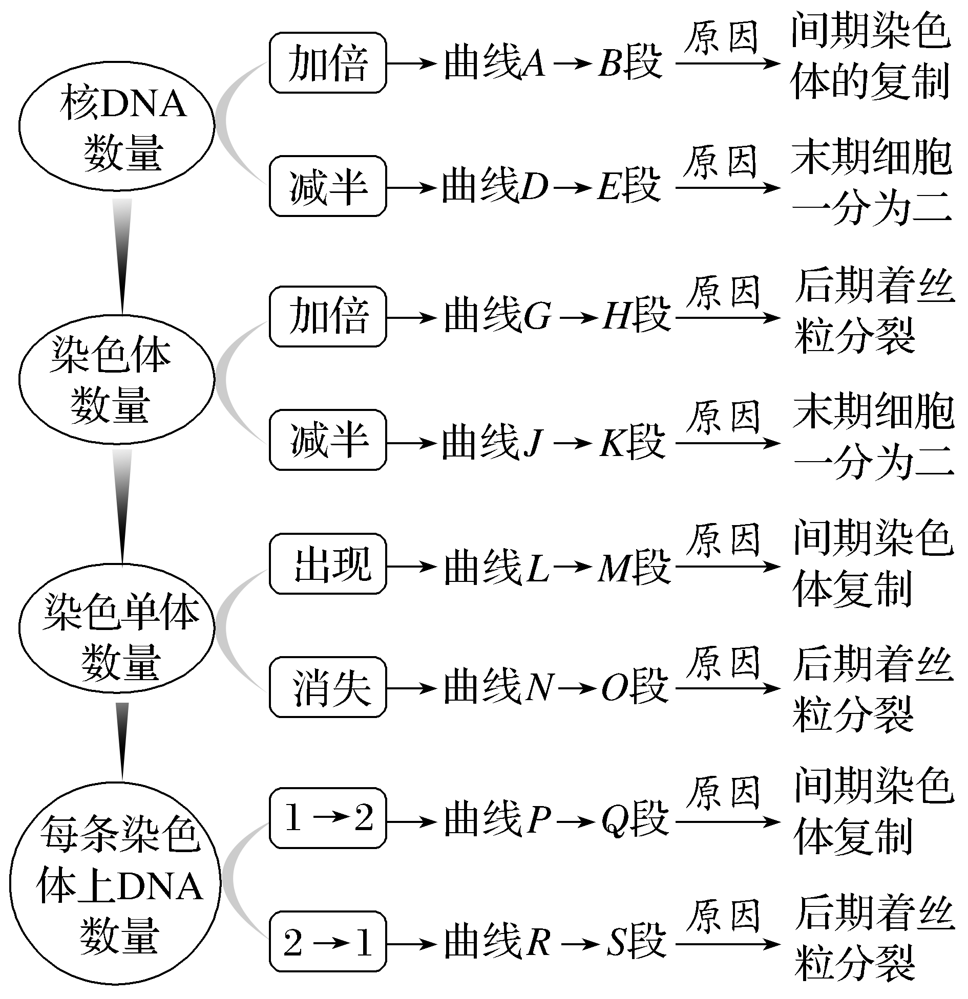 核DNA
数量
加倍
曲线A
B段
原因
间期染色
体的复制
减半
曲线D
E段
原因
末期细胞
一分为二
染色体
数量
加倍
曲线G
H段
原因
后期着丝
粒分裂
减半
曲线J
K段
原因
末期细胞
一分为二
染色单体
数量
出现
曲线L
M段
原因
间期染色
体复制
消失
曲线N
O段
原因
后期着丝
粒分裂
每条染色
体上DNA
数量
1→2
曲线P
Q段
原因
间期染色
体复制
2→1
曲线R
S段
原因
后期着丝
粒分裂